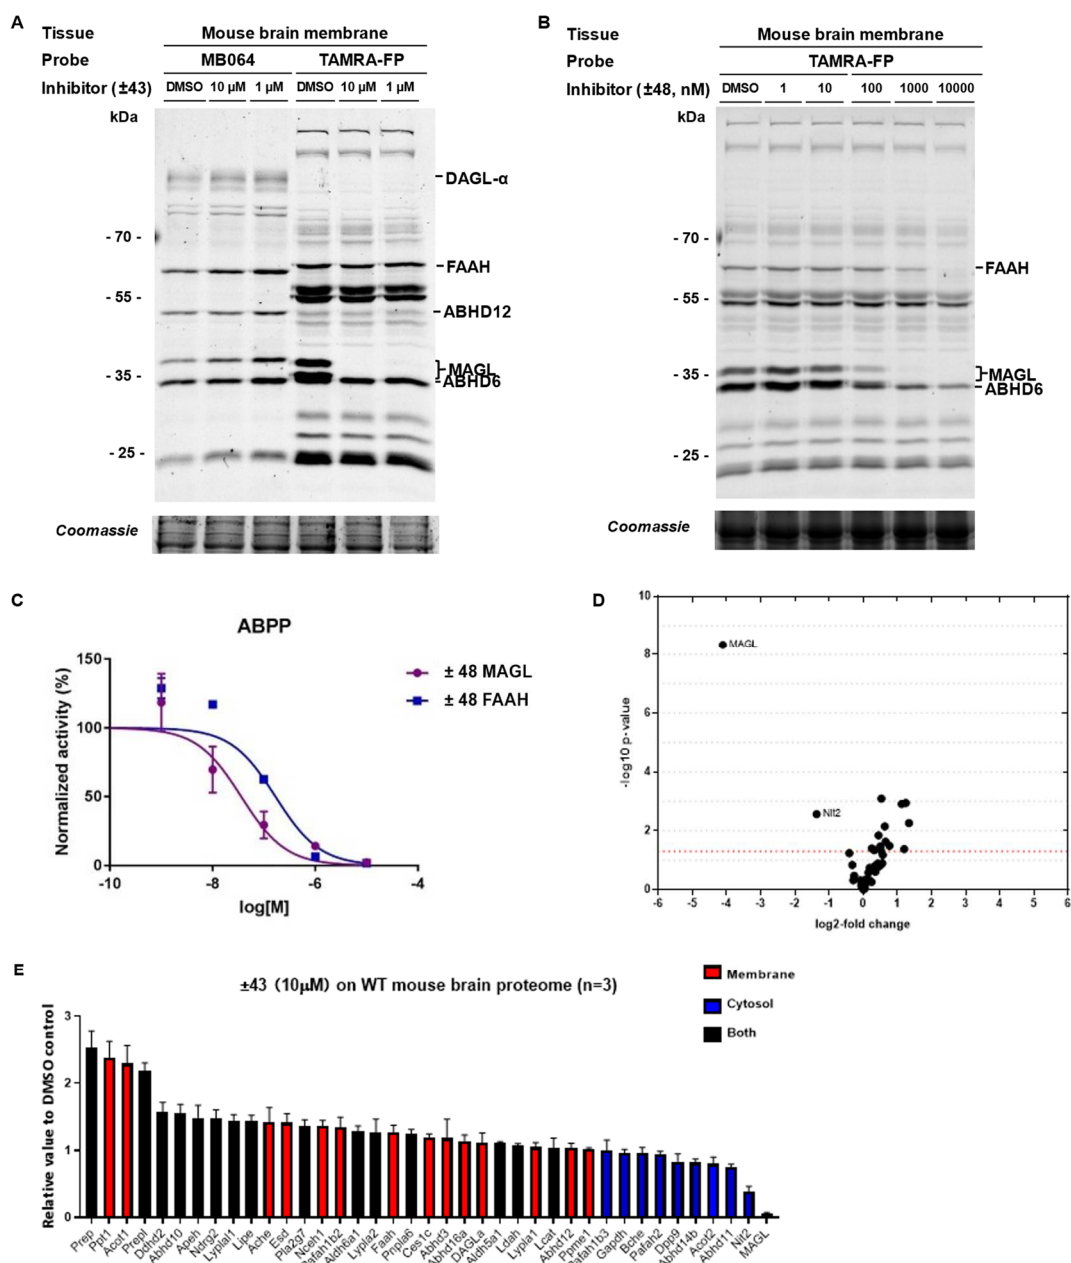 A
Tissue Mouse brain membrane
Probe MB064 TAMRA-FP
Inhibitor (±43) DMSO 10 µM 1 µM DMSO 10 µM 1 µM
kDa
DAGL-α
- 70 -
FAAH
- 55 -
ABHD12
MAGL
- 35 -
ABHD6
- 25 -
Coomassie
B
Tissue Mouse brain membrane
Probe TAMRA-FP
Inhibitor (±48, nM) DMSO 1 10 100 1000 10000
kDa
- 70 -
FAAH
- 55 -
- 35 -
MAGL
ABHD6
- 25 -
Coomassie
C
ABPP
Normalized activity (%)
150
100
50
0
-10 -8 -6 -4
log[M]
± 48 MAGL
± 48 FAAH
D
-log10 p-value
10
8
6
4
2
0
MAGL
Nit2
-6 -5 -4 -3 -2 -1 0 1 2 3 4 5 6
log2-fold change
E
±43 (10µM) on WT mouse brain proteome (n=3)
Membrane
Cytosol
Both
Relative value to DMSO control
3
2
1
0
Prep Ppt1 Acot1 Prepl Ddhd2 Abhd10 Apeh Ndrg2 Lyplal1 Lipe Ache Esd Pla2g7 Nceh1 Pafah1b2 Aldh6a1 Lypla2 Faah Pnpla6 Ces1c Abhd3 Abhd16a DAGLa Aldh5a1 Ldah Lypla1 Lcat Abhd12 Ppme1 Pafah1b3 Gapdh Bche Pafah2 Dpp9 Abhd14b Acot2 Abhd11 Nit2 MAGL